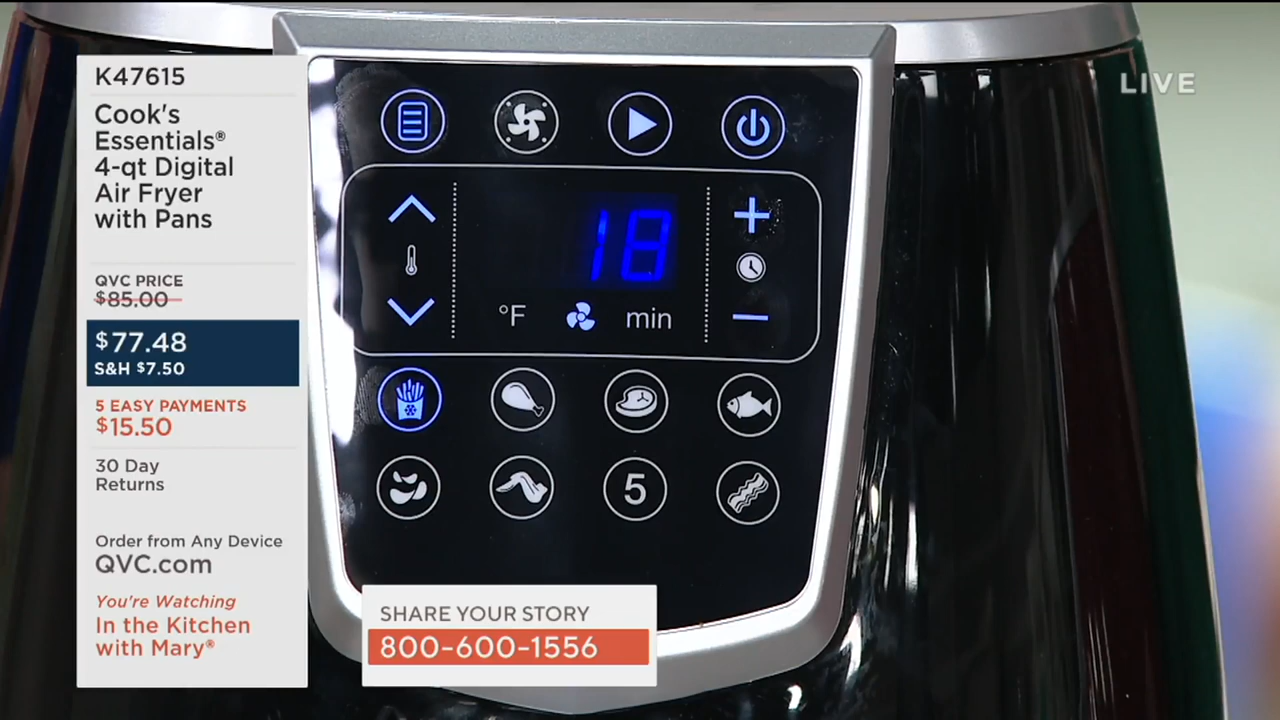 K47615
Cook's
Essentials®
4-qt Digital
Air Fryer
with Pans
QVC PRICE
$85.00
$77.48
S&H $7.50
5 EASY PAYMENTS
$15.50
30 Day
Returns
Order from Any Device
QVC.com
You're Watching
In the Kitchen
with Mary®
LIVE
18
°F min
5
SHARE YOUR STORY
800-600-1556